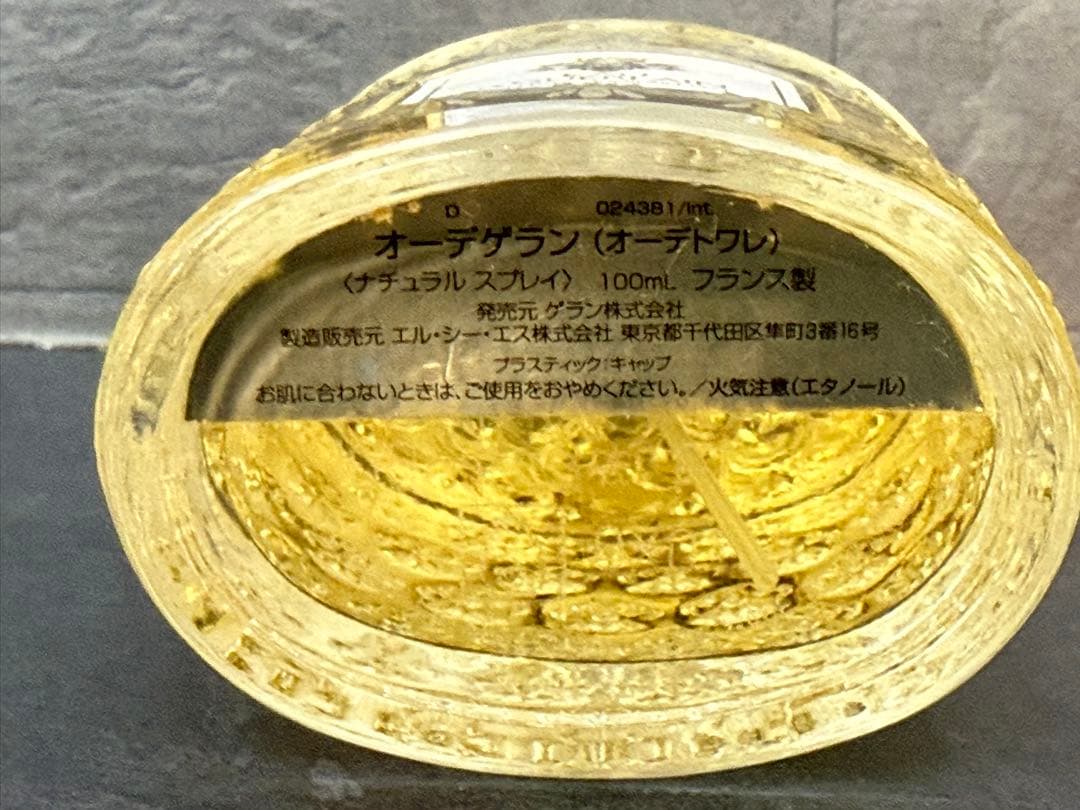 D 024381/Int.
オーデゲラン（オーデトワレ）
〈ナチュラル スプレイ〉 100mL フランス製
発売元 ゲラン株式会社
製造販売元 エル・シー・エス株式会社 東京都千代田区隼町3番16号
プラスティック:キャップ
お肌に合わないときは、ご使用をおやめください。／火気注意（エタノール）